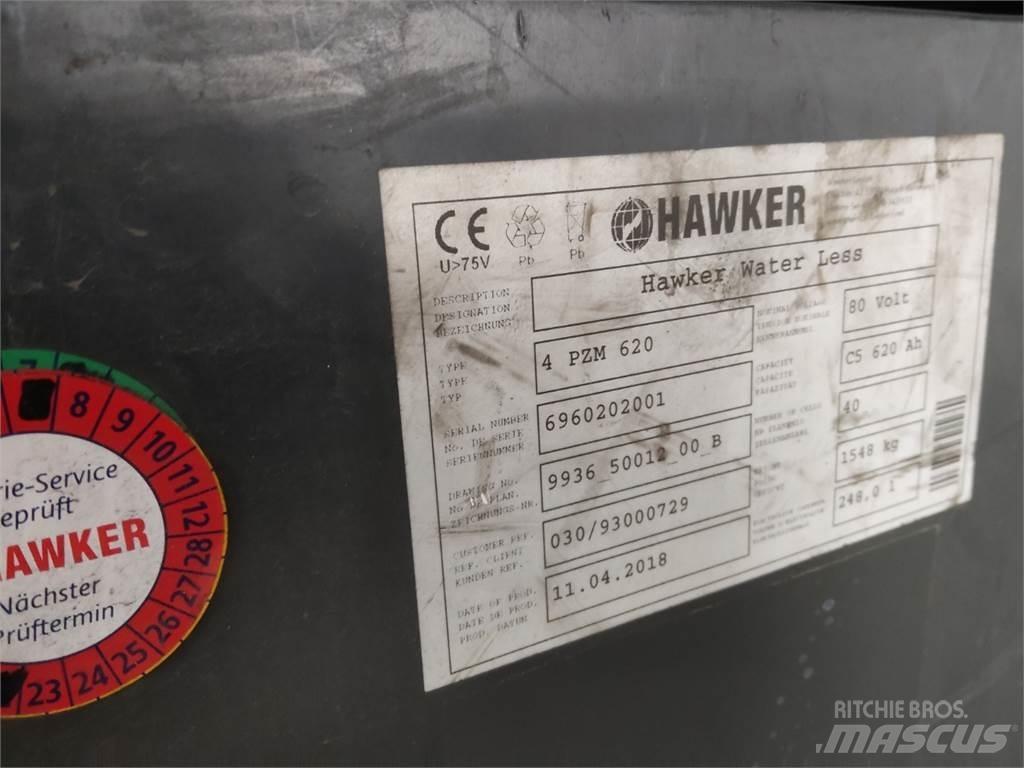 CE
U>75V
Pb
Pb
HAWKER
DESCRIPTION
DESIGNATION
BEZEICHNUNG
Hawker Water Less
TYPE
TYPE
TYP
4 PZM 620
80 Volt
SERIAL NUMBER
No. DE SERIE
SERIENNUMMER
6960202001
CAPACITY
CAPACITE
KAPAZITÄT
C5 620 Ah
DRAWING No.
No. DE PLAN.
ZEICHNUNGS-NR.
9936 50012_00_B
40
CUSTOMER REF.
REF. CLIENT
KUNDEN REF.
030/93000729
1548 kg
DATE OF PROD.
DATE DE PROD.
PROD. DATUM
11.04.2018
248.0 l
7
8
9
10
11
12
28
27
26
25
24
23
rie-Service
eprüft
HAWKER
Nächster
Prüftermin
RITCHIE BROS.
MASCUS